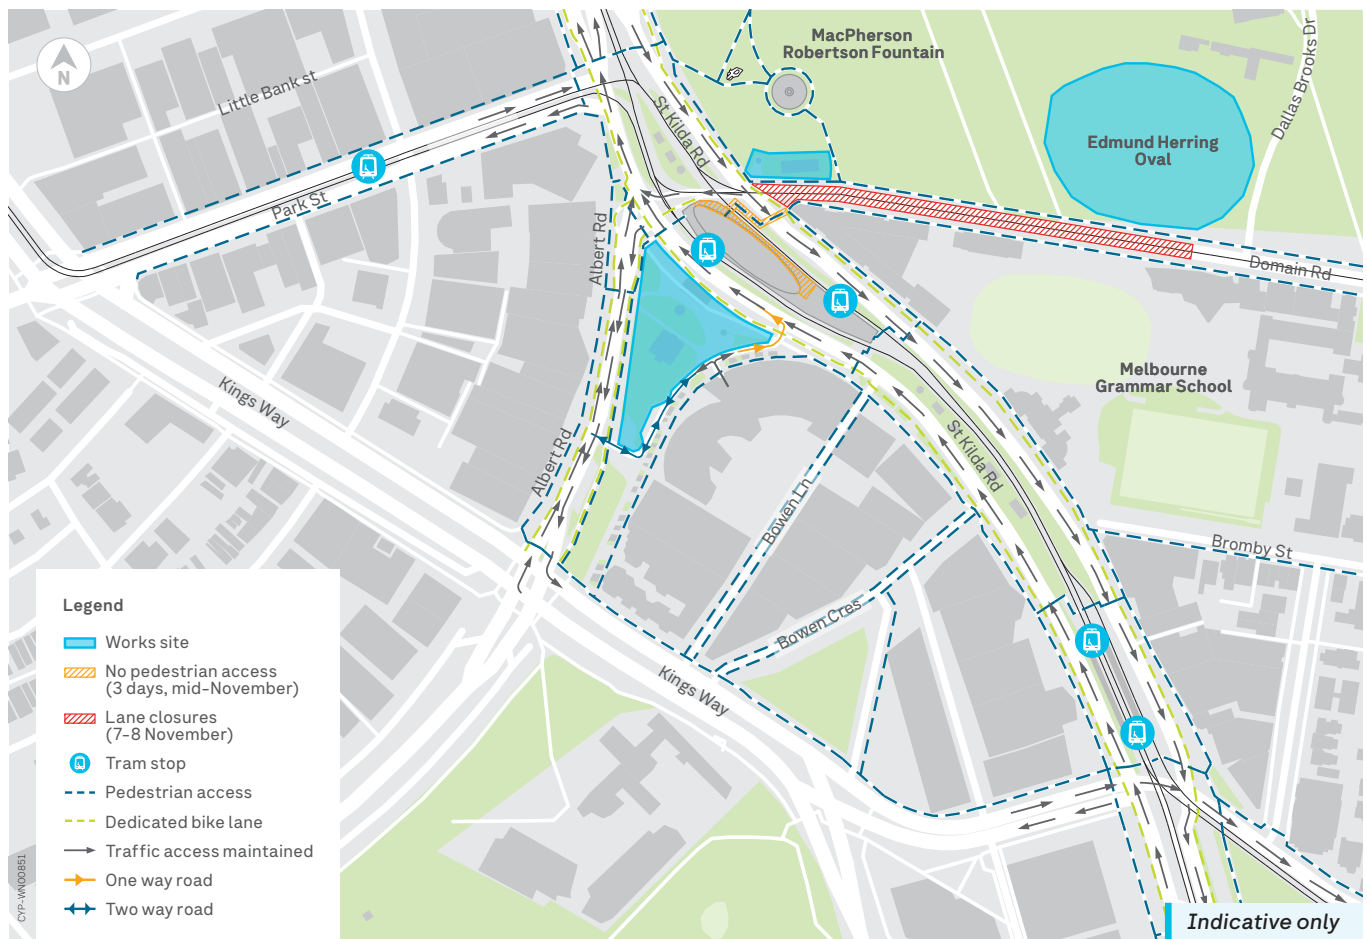 MacPherson
Robertson Fountain
N
Little Bank st
St Kilda Rd
Dallas Brooks Dr
Edmund Herring
Oval
Park St
Albert Rd
Domain Rd
Melbourne
Grammar School
Kings Way
Albert Rd
St Kilda Rd
Bowen Ln
Bromby St
Bowen Cres
Kings Way
Legend
Works site
No pedestrian access
(3 days, mid-November)
Lane closures
(7-8 November)
Tram stop
Pedestrian access
Dedicated bike lane
Traffic access maintained
One way road
Two way road
CYP-WN00851
Indicative only